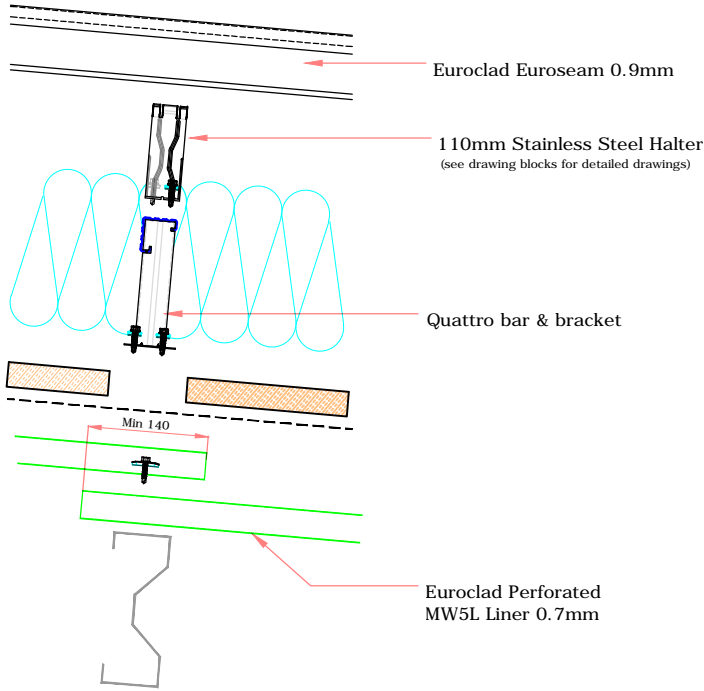 Euroclad Euroseam 0.9mm
110mm Stainless Steel Halter
(see drawing blocks for detailed drawings)
Quattro bar & bracket
Min 140
Euroclad Perforated
MW5L Liner 0.7mm